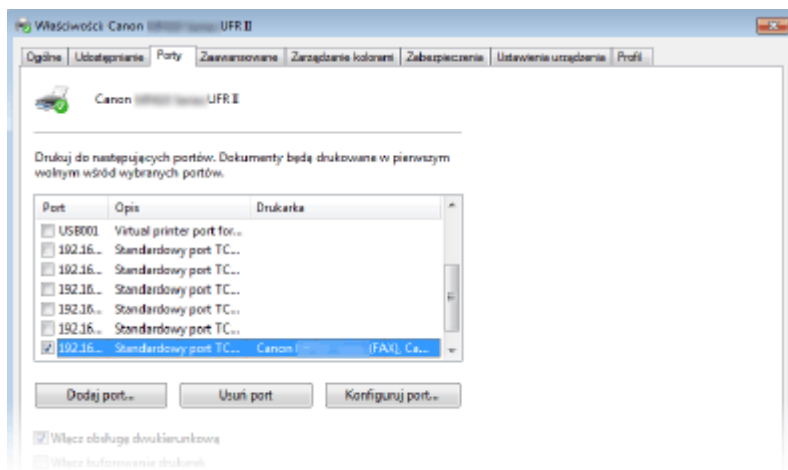 Właściwości: Canon UFR II
Ogólne Udostępnianie Porty Zaawansowane Zarządzanie kolorami Zabezpieczenia Ustawienia urządzenia Profil
Canon UFR II
Drukuj do następujących portów. Dokumenty będą drukowane w pierwszym
wolnym wśród wybranych portów.
Port Opis Drukarka
USB001 Virtual printer port for...
192.16... Standardowy port TC...
192.16... Standardowy port TC...
192.16... Standardowy port TC...
192.16... Standardowy port TC...
192.16... Standardowy port TC...
192.16... Standardowy port TC... Canon (FAX), Ca...
Dodaj port... Usuń port Konfiguruj port...
Włącz obsługę dwukierunkową
Włącz buforowanie drukarek